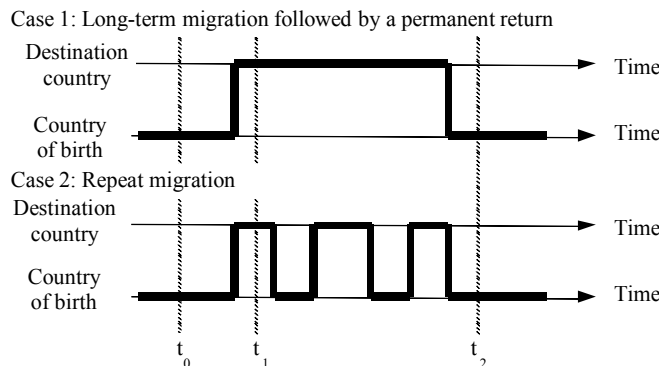 Case 1: Long-term migration followed by a permanent return
Destination
country
Time
Country
of birth
Time
Case 2: Repeat migration
Destination
country
Time
Country
of birth
Time
t0 t1 t2